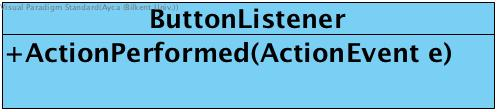 Visual Paradigm Standard(Ayca (Bilkent Univ.))
ButtonListener
+ActionPerformed(ActionEvent e)